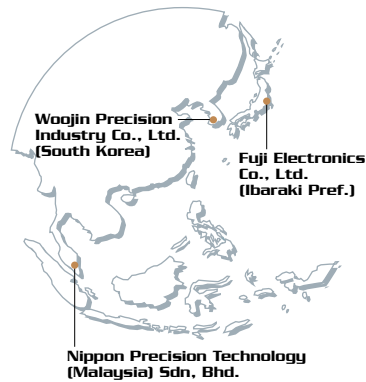 Woojin Precision
Industry Co., Ltd.
(South Korea)
Fuji Electronics
Co., Ltd.
(Ibaraki Pref.)
Nippon Precision Technology
(Malaysia) Sdn, Bhd.